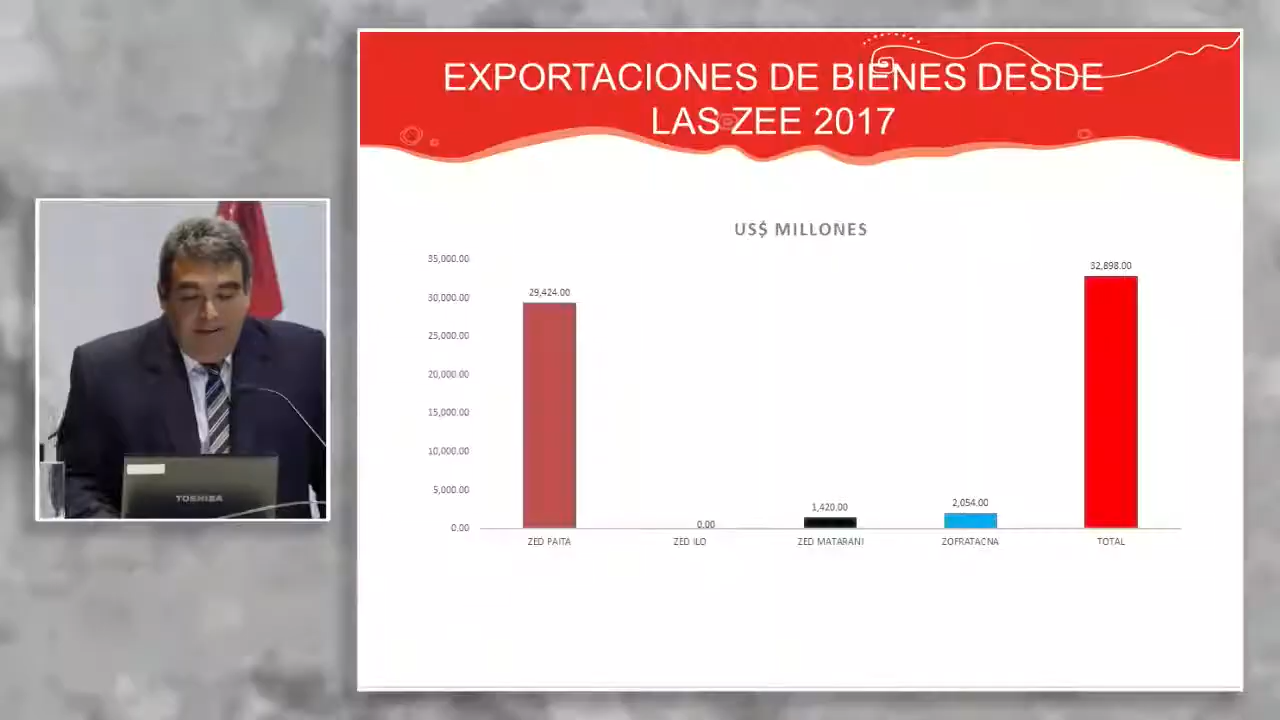 EXPORTACIONES DE BIENES DESDE
LAS ZEE 2017
US$ MILLONES
35,000.00
30,000.00
25,000.00
20,000.00
15,000.00
10,000.00
5,000.00
0.00
29,424.00
0.00
1,420.00
2,054.00
32,898.00
ZED PAITA
ZED ILO
ZED MATARANI
ZOFRATACNA
TOTAL
TOSHIBA